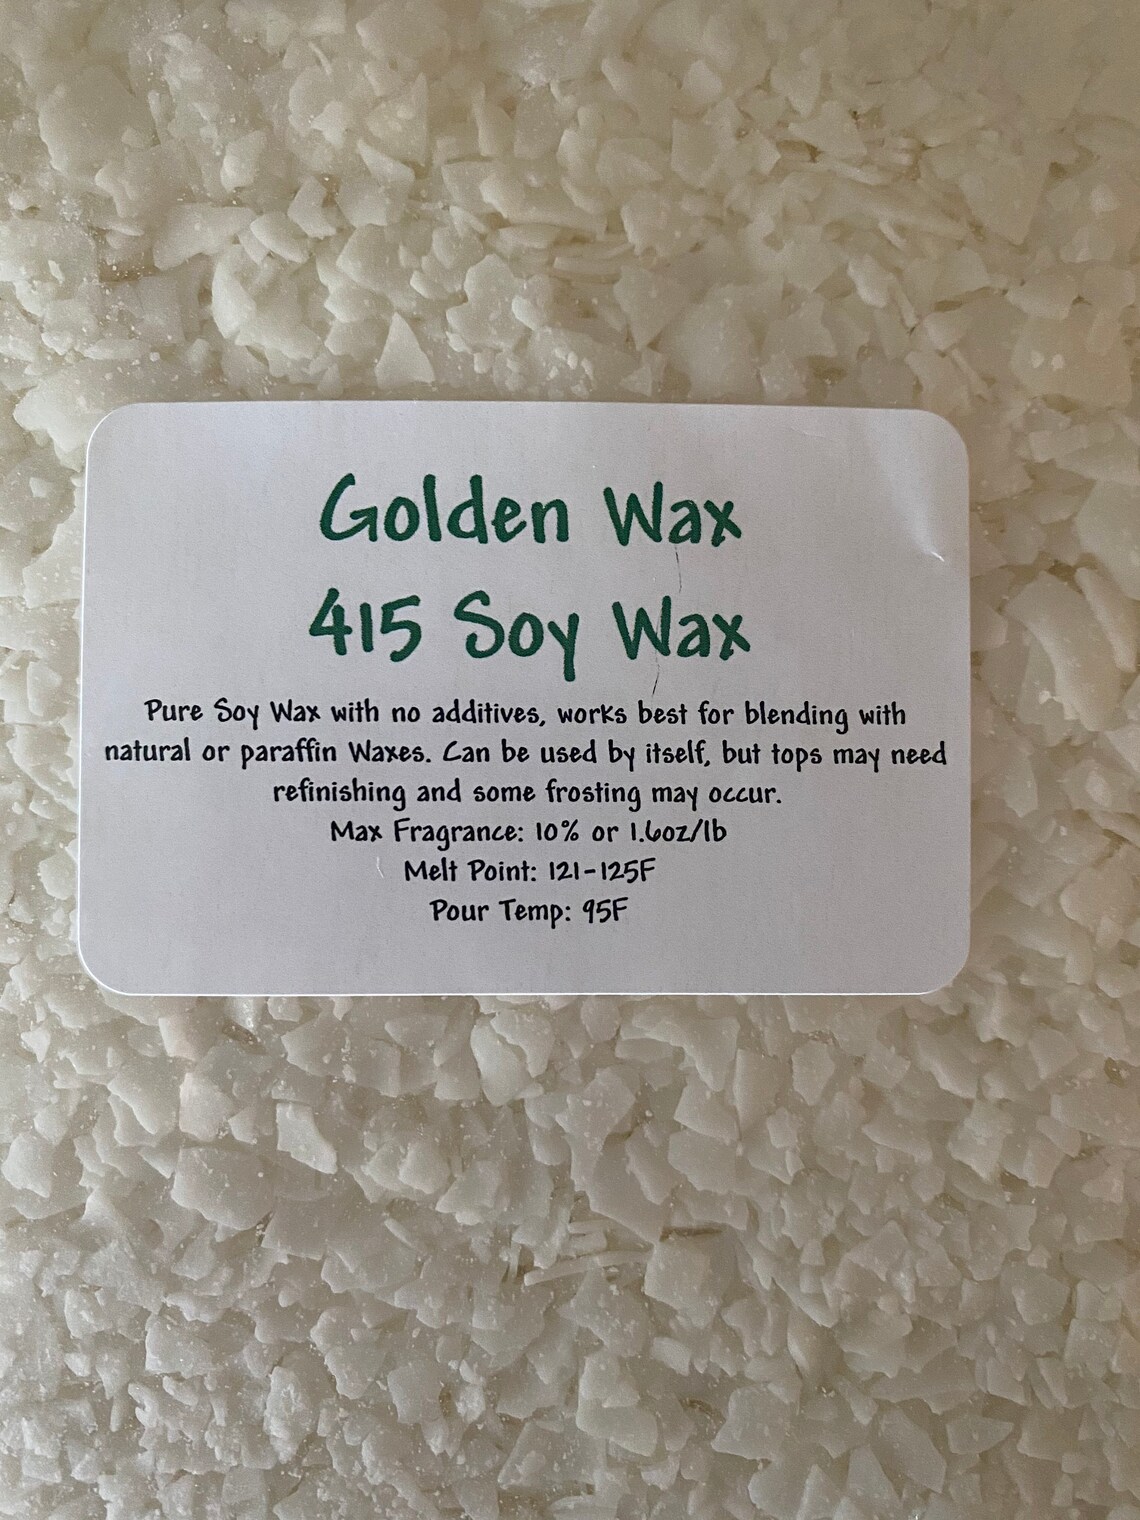 Golden Wax
415 Soy Wax
Pure Soy Wax with no additives, works best for blending with
natural or paraffin Waxes. Can be used by itself, but tops may need
refinishing and some frosting may occur.
Max Fragrance: 10% or 1.6oz/lb
Melt Point: 121-125F
Pour Temp: 95F